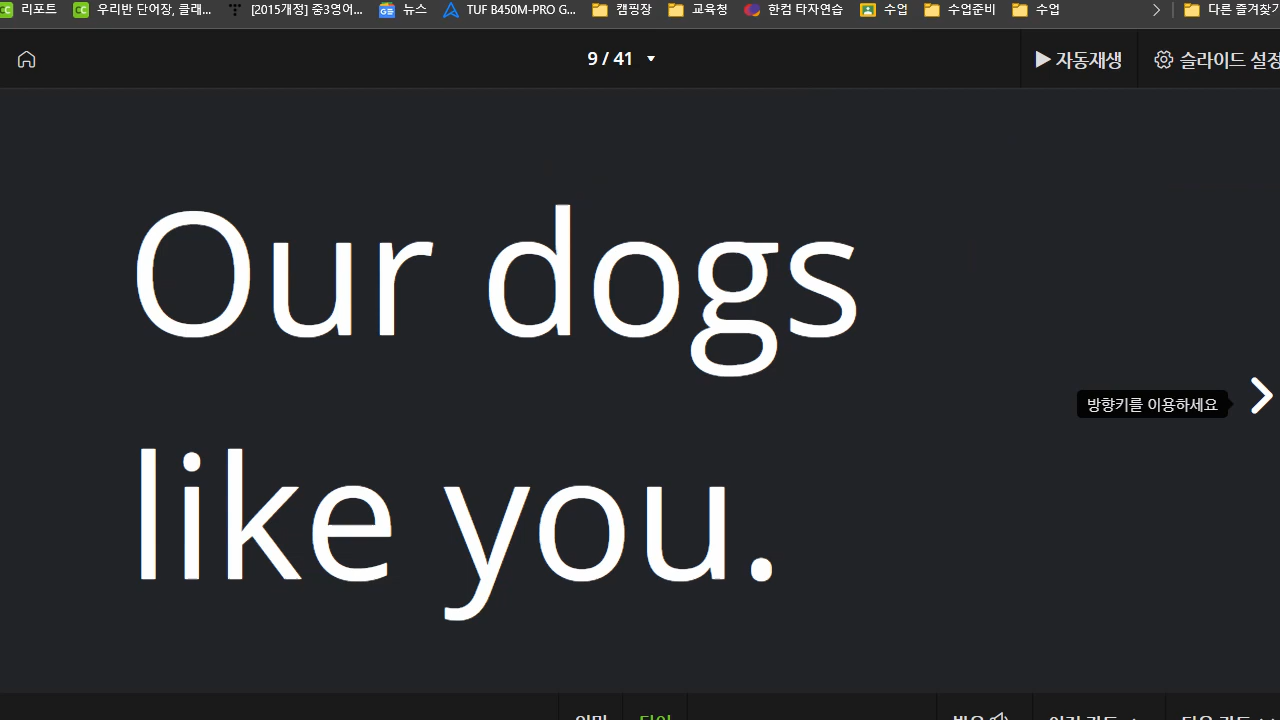 리포트 우리반 단어장, 클래... [2015개정] 중3영어... 뉴스 TUF B450M-PRO G... 캠핑장 교육청 한컴 타자연습 수업 수업준비 수업 다른 즐겨찾기
9 / 41 자동재생 슬라이드 설정
Our dogs
방향키를 이용하세요
like you.